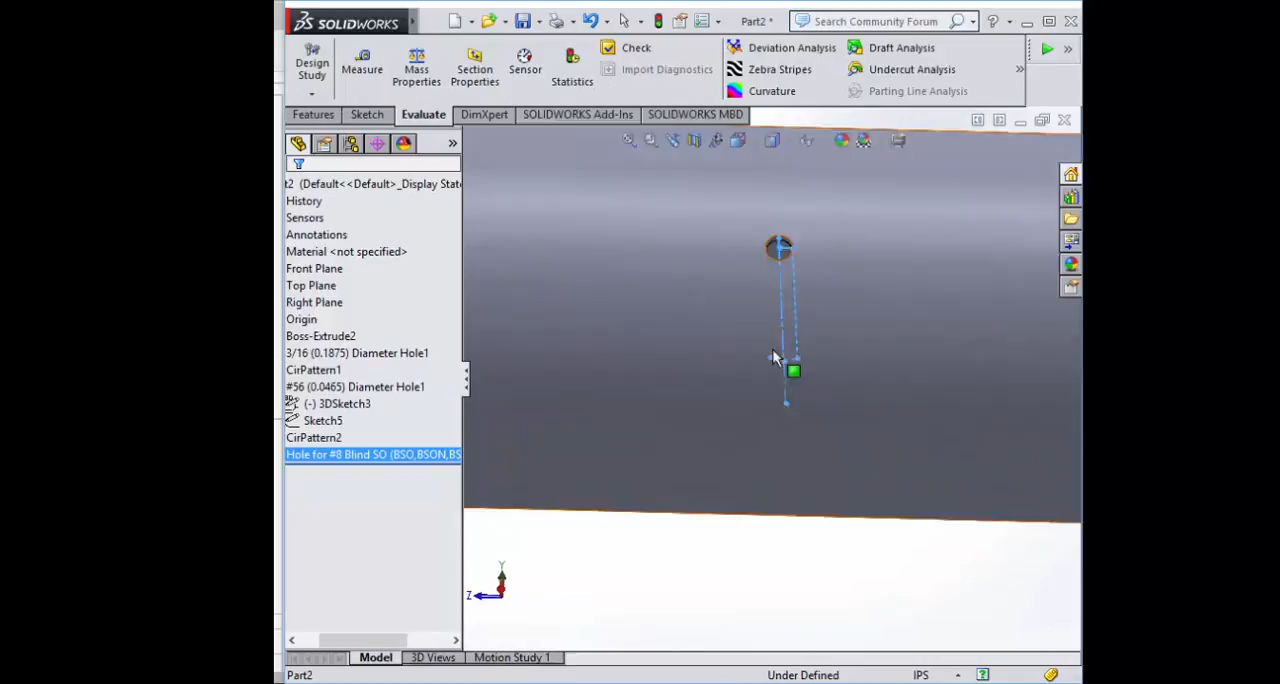 SOLIDWORKS
Part2 *
Search Community Forum
?
Design Study
Measure
Mass Properties
Section Properties
Sensor
Statistics
Check
Import Diagnostics
Deviation Analysis
Zebra Stripes
Curvature
Draft Analysis
Undercut Analysis
Parting Line Analysis
Features
Sketch
Evaluate
DimXpert
SOLIDWORKS Add-Ins
SOLIDWORKS MBD
t2 (Default<<Default>_Display Stat
History
Sensors
Annotations
Material <not specified>
Front Plane
Top Plane
Right Plane
Origin
Boss-Extrude2
3/16 (0.1875) Diameter Hole1
CirPattern1
#56 (0.0465) Diameter Hole1
(-) 3DSketch3
Sketch5
CirPattern2
Hole for #8 Blind SO (BSO,BSON,BS
Y
Z
Model
3D Views
Motion Study 1
Part2
Under Defined
IPS
?